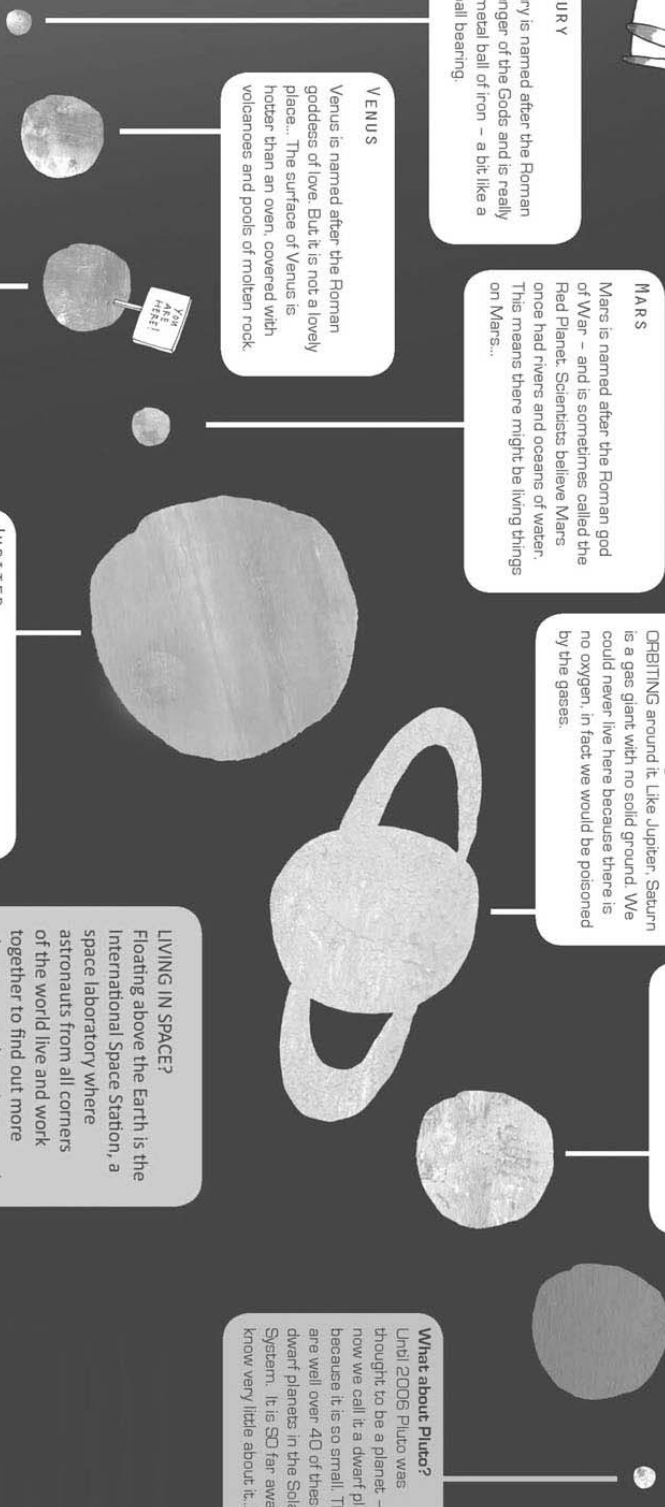 URY
ry is named after the Roman
nger of the Gods and is really
metal ball of iron – a bit like a
all bearing.
VENUS
Venus is named after the Roman
goddess of love. But it is not a lovely
place... The surface of Venus is
hotter than an oven, covered with
volcanoes and pools of molten rock.
YOU
ARE
HERE!
MARS
Mars is named after the Roman god
of War – and is sometimes called the
Red Planet. Scientists believe Mars
once had rivers and oceans of water.
This means there might be living things
on Mars...
JUPITER
ORBITING around it. Like Jupiter, Saturn
is a gas giant with no solid ground. We
could never live here because there is
no oxygen, in fact we would be poisoned
by the gases.
LIVING IN SPACE?
Floating above the Earth is the
International Space Station, a
space laboratory where
astronauts from all corners
of the world live and work
together to find out more
What about Pluto?
Until 2006 Pluto was
thought to be a planet –
now we call it a dwarf pl
because it is so small. T
are well over 40 of thes
dwarf planets in the Sola
System. It is SO far awa
know very little about it..